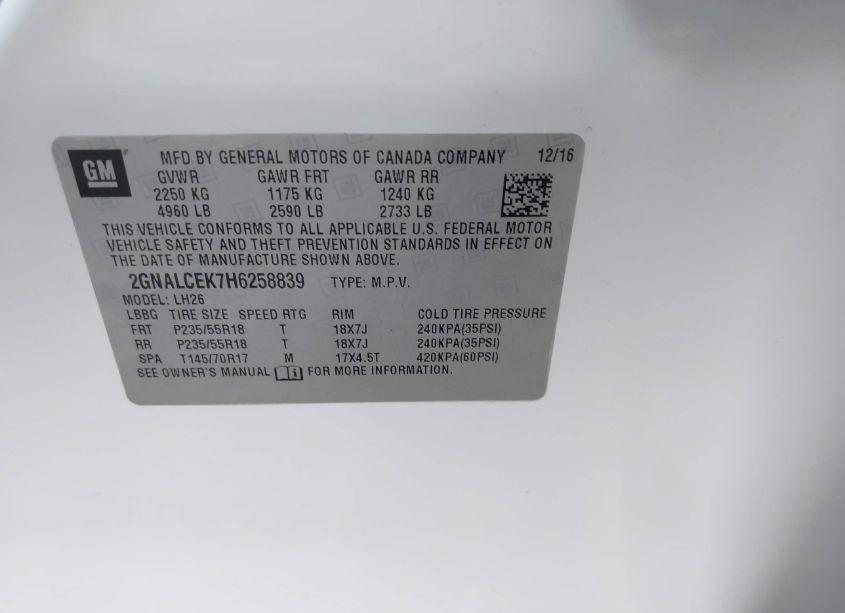 GM MFD BY GENERAL MOTORS OF CANADA COMPANY 12/16
GVWR GAWR FRT GAWR RR
2250 KG 1175 KG 1240 KG
4960 LB 2590 LB 2733 LB
THIS VEHICLE CONFORMS TO ALL APPLICABLE U.S. FEDERAL MOTOR
VEHICLE SAFETY AND THEFT PREVENTION STANDARDS IN EFFECT ON
THE DATE OF MANUFACTURE SHOWN ABOVE.
2GNALCEK7H6258839 TYPE: M.P.V.
MODEL: LH26
LBBG TIRE SIZE SPEED RTG RIM COLD TIRE PRESSURE
FRT P235/55R18 T 18X7J 240KPA(35PSI)
RR P235/55R18 T 18X7J 240KPA(35PSI)
SPA T145/70R17 M 17X4.5T 420KPA(60PSI)
SEE OWNER'S MANUAL FOR MORE INFORMATION.